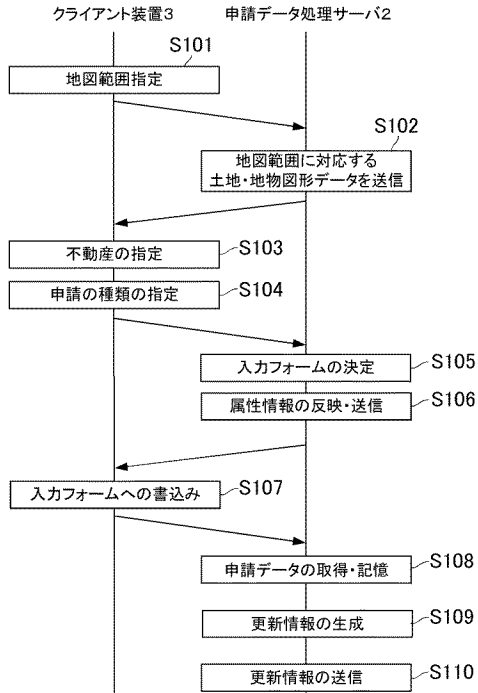 クライアント装置3
申請データ処理サーバ2
S101
地図範囲指定
S102
地図範囲に対応する
土地・地物図形データを送信
不動産の指定
S103
申請の種類の指定
S104
入力フォームの決定
S105
属性情報の反映・送信
S106
入力フォームへの書込み
S107
申請データの取得・記憶
S108
更新情報の生成
S109
更新情報の送信
S110